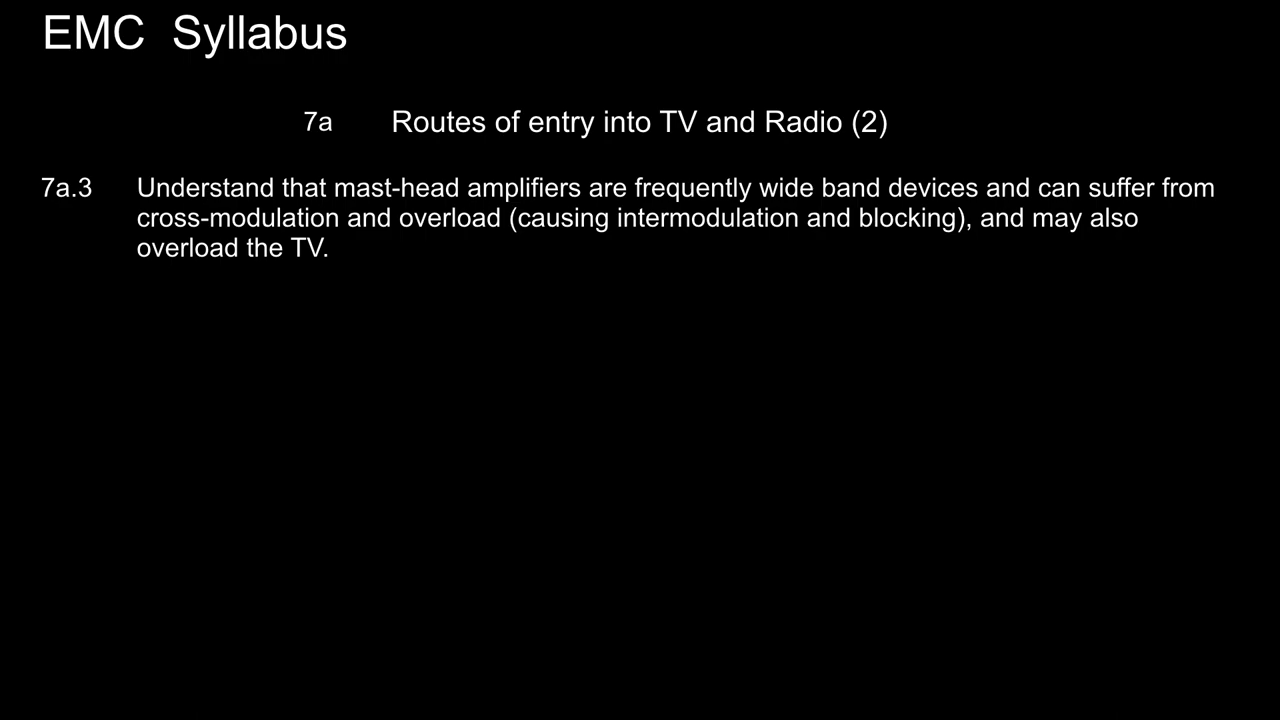 EMC Syllabus
7a Routes of entry into TV and Radio (2)
7a.3 Understand that mast-head amplifiers are frequently wide band devices and can suffer from
cross-modulation and overload (causing intermodulation and blocking), and may also
overload the TV.